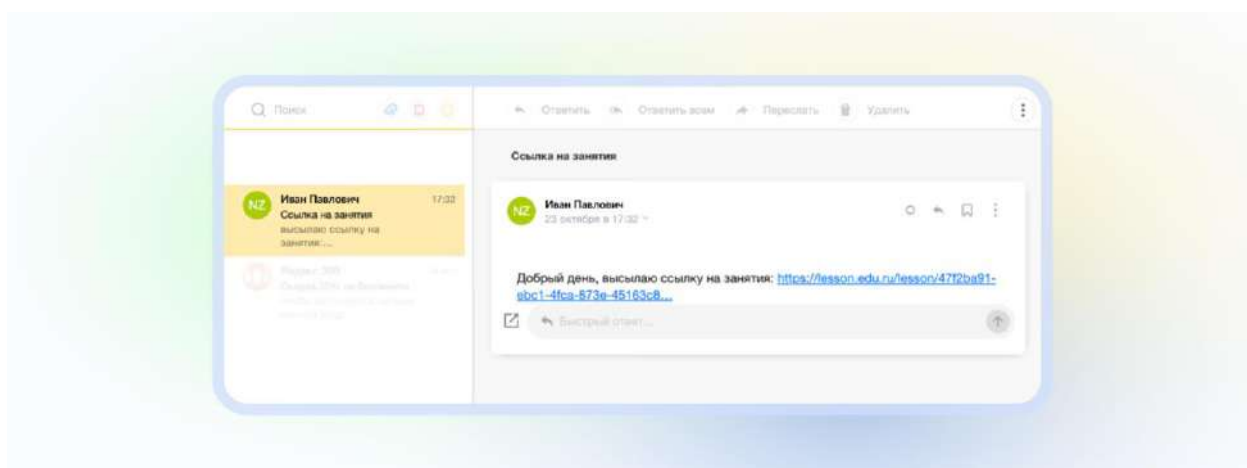 Поиск
Ответить
Ответить всем
Переслать
Удалить
Ссылка на занятия
NZ
Иван Павлович
17:32
Ссылка на занятия
высылаю ссылку на
занятия:...
NZ
Иван Павлович
23 октября в 17:32
Добрый день, высылаю ссылку на занятия: https://lesson.edu.ru/lesson/47f2ba91-
ebc1-4fca-873e-45163c8...
Быстрый ответ...